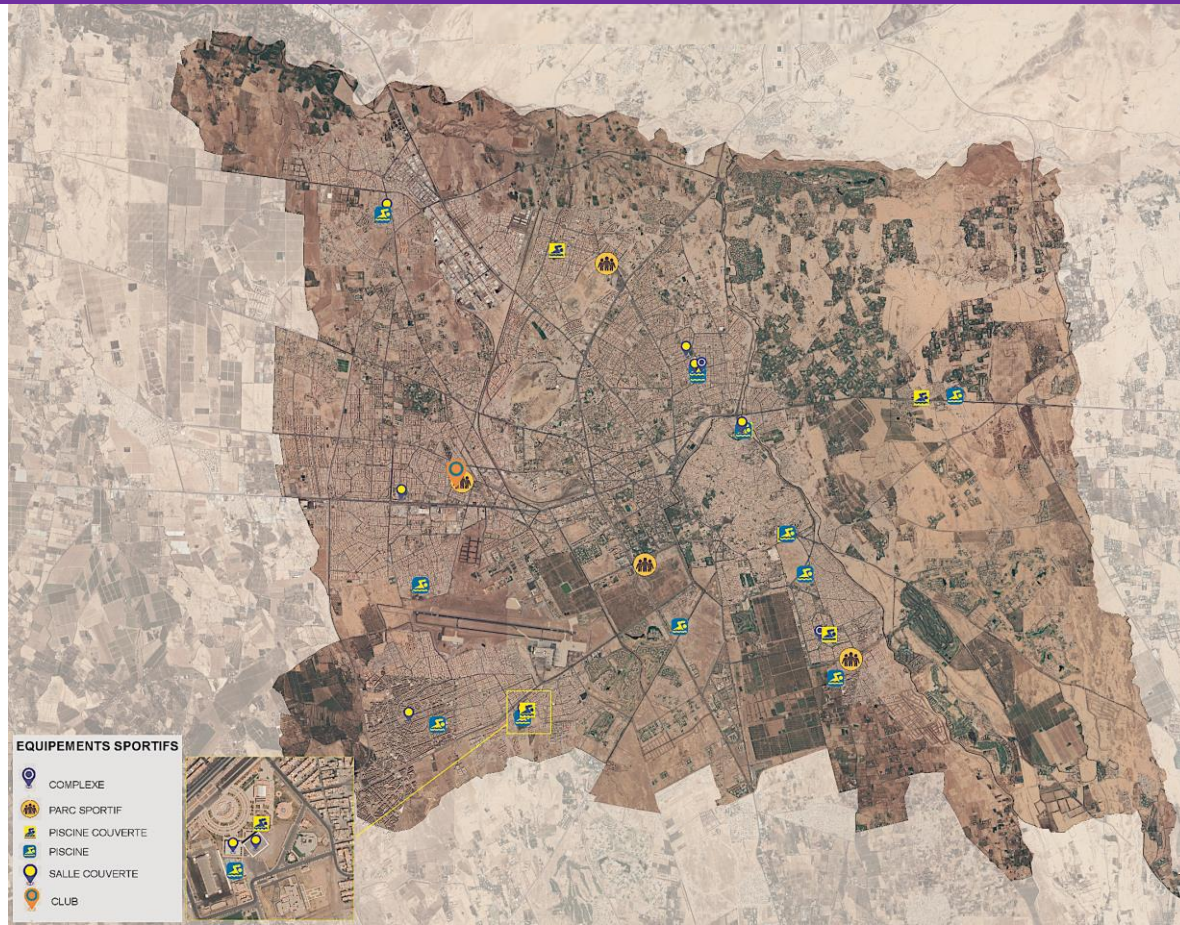 EQUIPEMENTS SPORTIFS
COMPLEXE
PARC SPORTIF
PISCINE COUVERTE
PISCINE
SALLE COUVERTE
CLUB